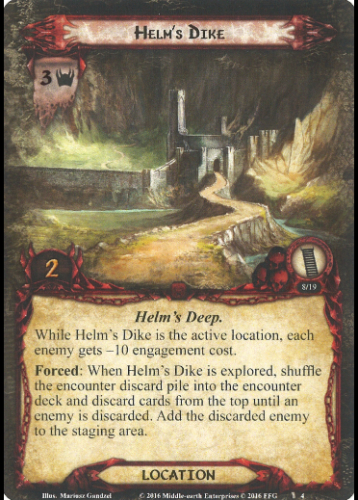 Helm's Dike
3
2
8/19
Helm's Deep.
While Helm's Dike is the active location, each
enemy gets –10 engagement cost.
Forced: When Helm's Dike is explored, shuffle
the encounter discard pile into the encounter
deck and discard cards from the top until an
enemy is discarded. Add the discarded enemy
to the staging area.
LOCATION
Illus. Mariusz Gandzel © 2016 Middle-earth Enterprises © 2016 FFG 4